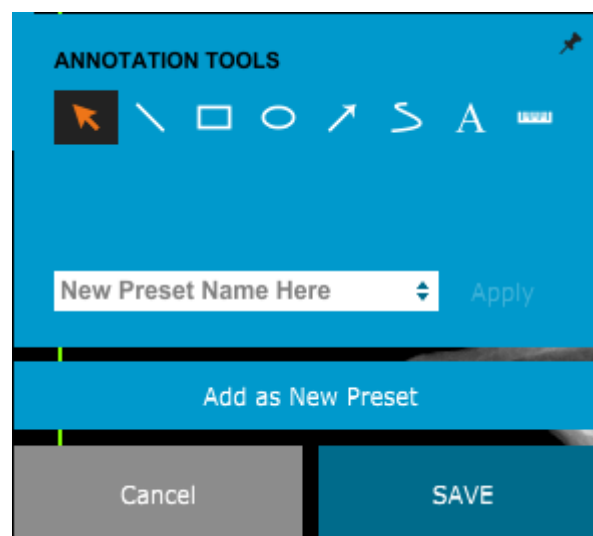 ANNOTATION TOOLS
A
New Preset Name Here
Apply
Add as New Preset
Cancel
SAVE